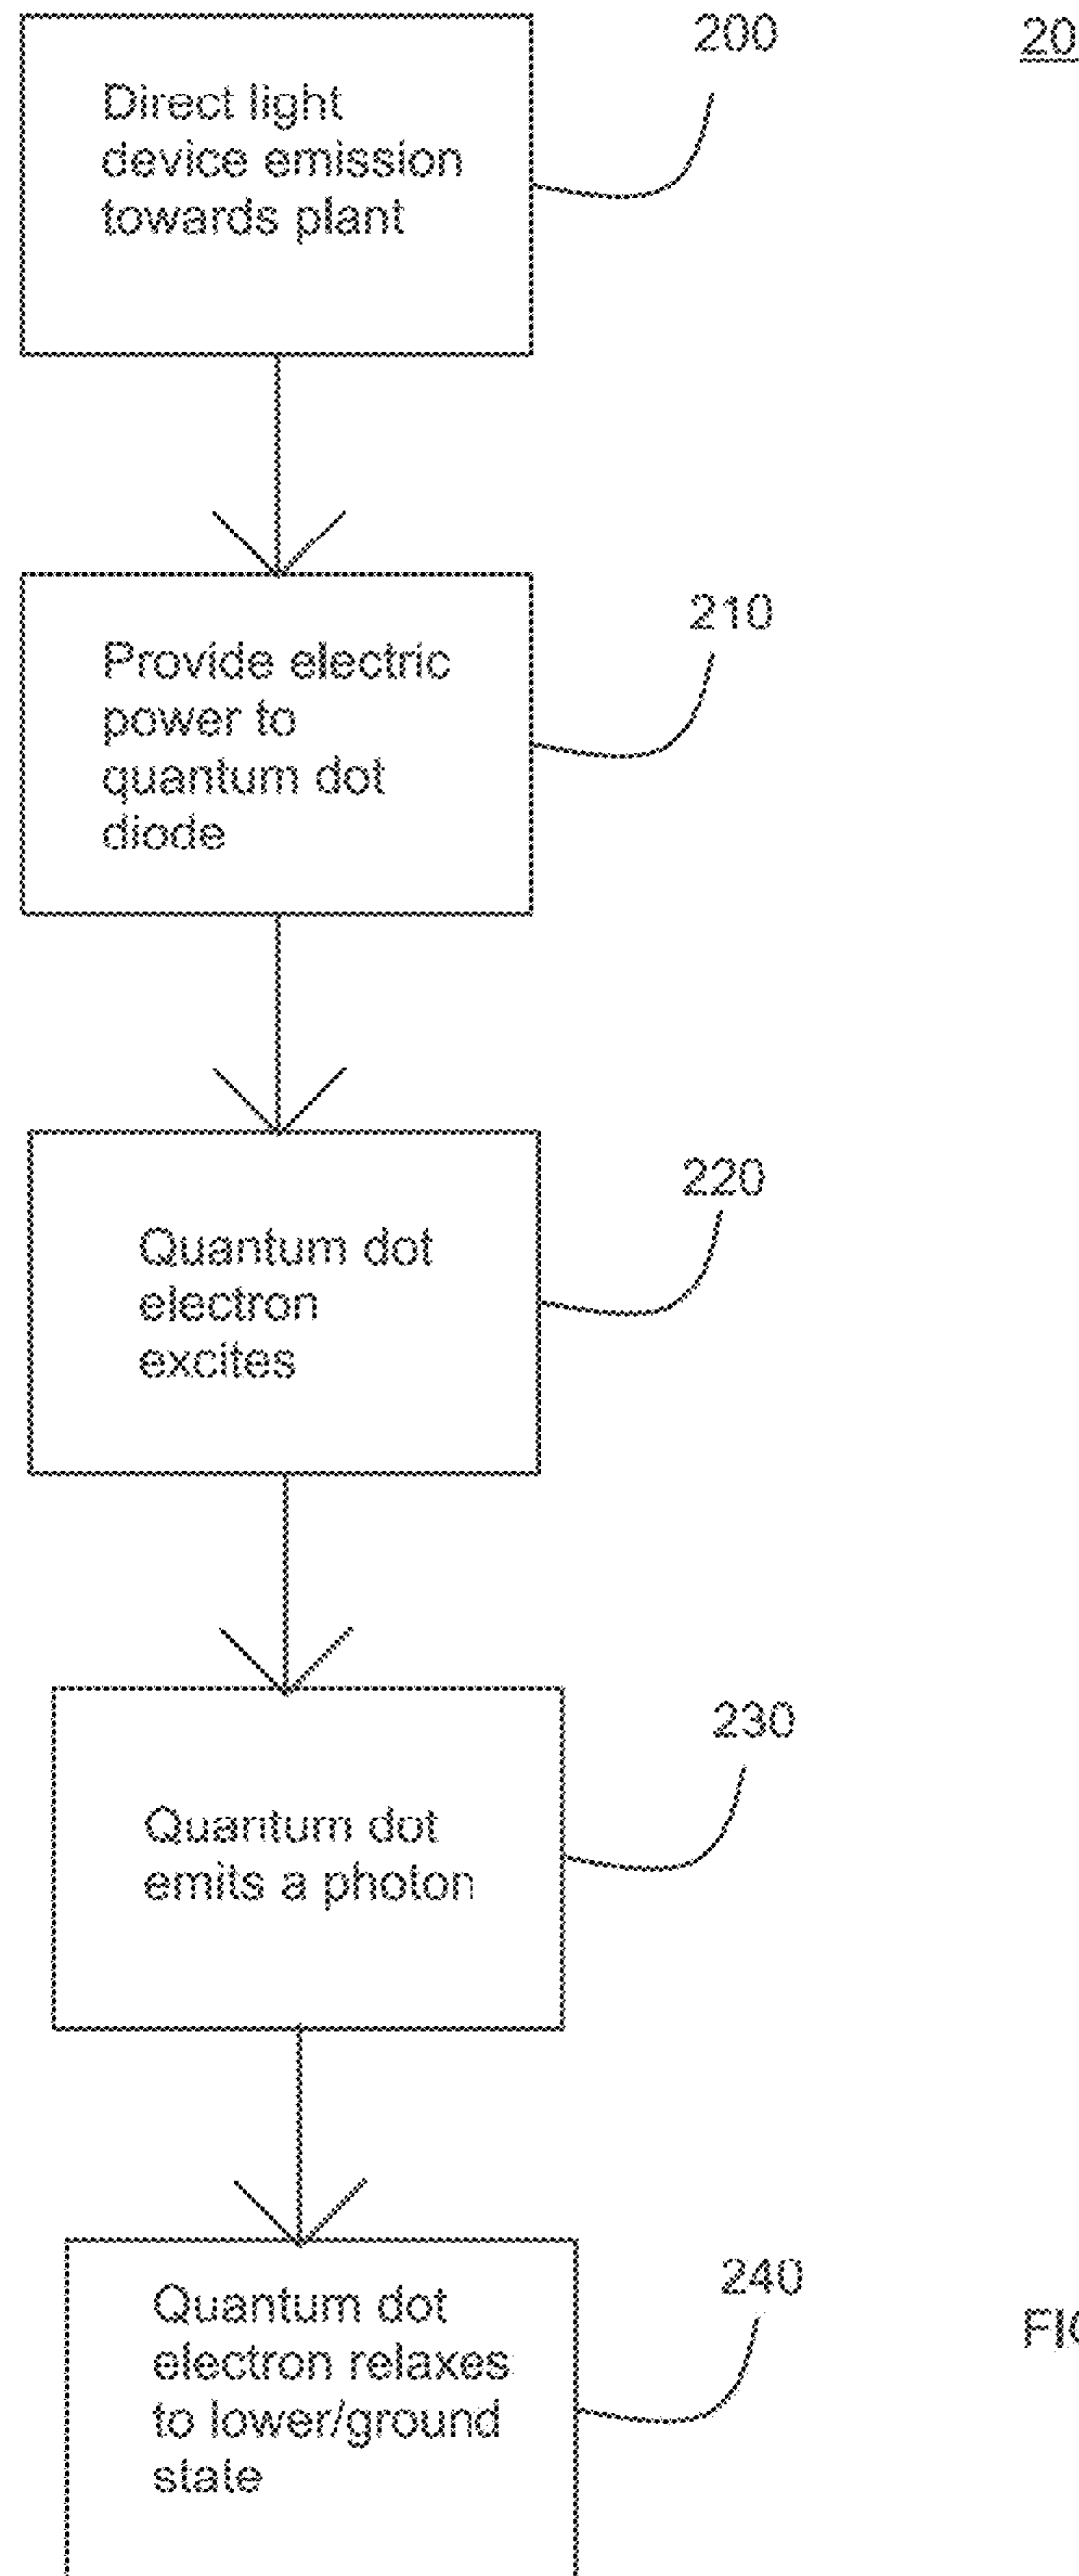 200
20
Direct light
device emission
towards plant
210
Provide electric
power to
quantum dot
diode
220
Quantum dot
electron
excites
230
Quantum dot
emits a photon
240
Quantum dot
electron relaxes
to lower/ground
state